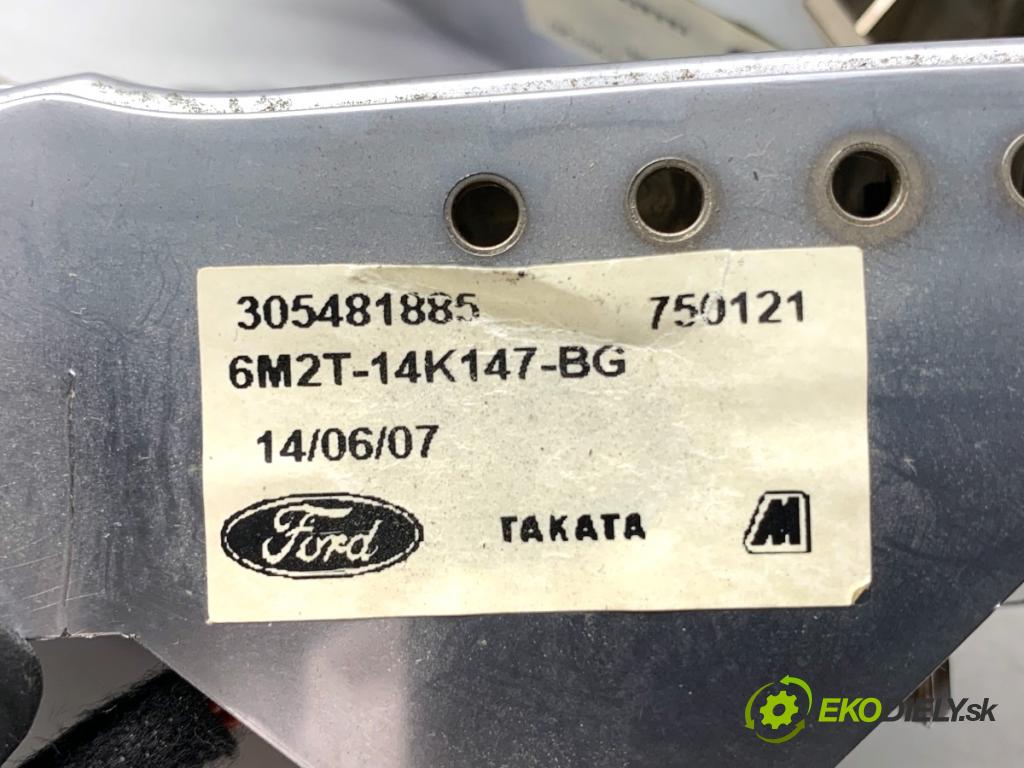 305481885 750121
6M2T-14K147-BG
14/06/07
Ford TAKATA M
EKODIELY.sk